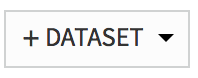 + DATASET